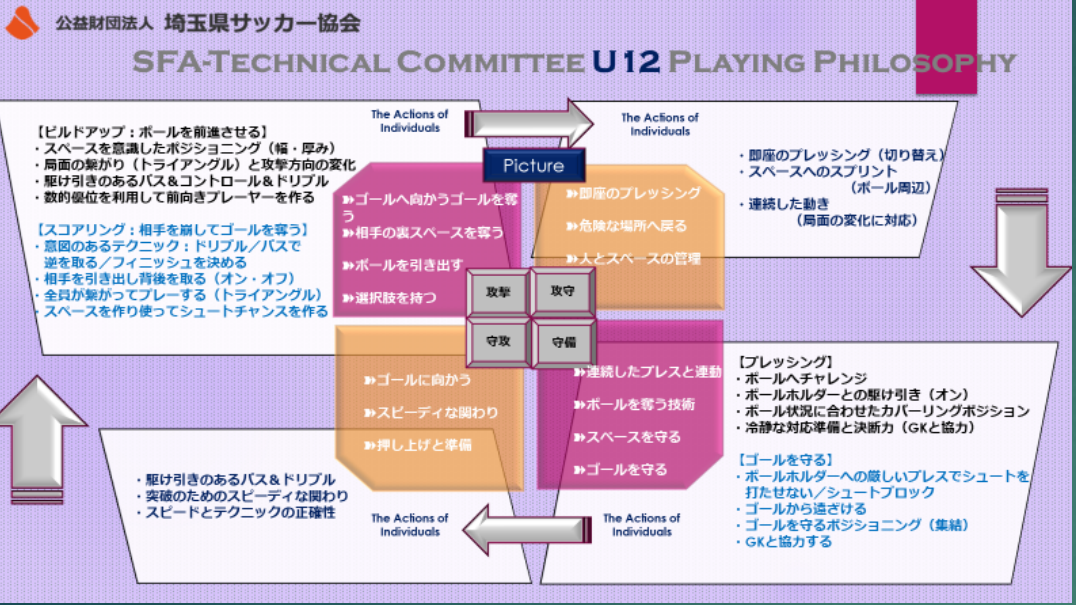 公益財団法人 埼玉県サッカー協会
SFA-TECHNICAL COMMITTEE U12 PLAYING PHILOSOPHY
The Actions of
Individuals
The Actions of
Individuals
Picture
【ビルドアップ：ボールを前進させる】
・スペースを意識したポジショニング（幅・厚み）
・局面の繋がり（トライアングル）と攻撃方向の変化
・駆け引きのあるパス＆コントロール＆ドリブル
・数的優位を利用して前向きプレーヤーを作る
【スコアリング：相手を崩してゴールを奪う】
・意図のあるテクニック：ドリブル／パスで
逆を取る／フィニッシュを決める
・相手を引き出し背後を取る（オン・オフ）
・全員が繋がってプレーする（トライアングル）
・スペースを作り使ってシュートチャンスを作る
ゴールへ向かうゴールを奪
う
相手の裏スペースを奪う
ボールを引き出す
選択肢を持つ
即座のプレッシング
危険な場所へ戻る
人とスペースの管理
・即座のプレッシング（切り替え）
・スペースへのスプリント
（ボール周辺）
・連続した動き
（局面の変化に対応）
攻撃
攻守
守攻
守備
ゴールに向かう
スピーディな関わり
押し上げと準備
連続したプレスと連動
ボールを奪う技術
スペースを守る
ゴールを守る
【プレッシング】
・ボールへチャレンジ
・ボールホルダーとの駆け引き（オン）
・ボール状況に合わせたカバーリングポジション
・冷静な対応準備と決断力（GKと協力）
【ゴールを守る】
・ボールホルダーへの厳しいプレスでシュートを
打たせない／シュートブロック
・ゴールから遠ざける
・ゴールを守るポジショニング（集結）
・GKと協力する
・駆け引きのあるパス＆ドリブル
・突破のためのスピーディな関わり
・スピードとテクニックの正確性
The Actions of
Individuals
The Actions of
Individuals